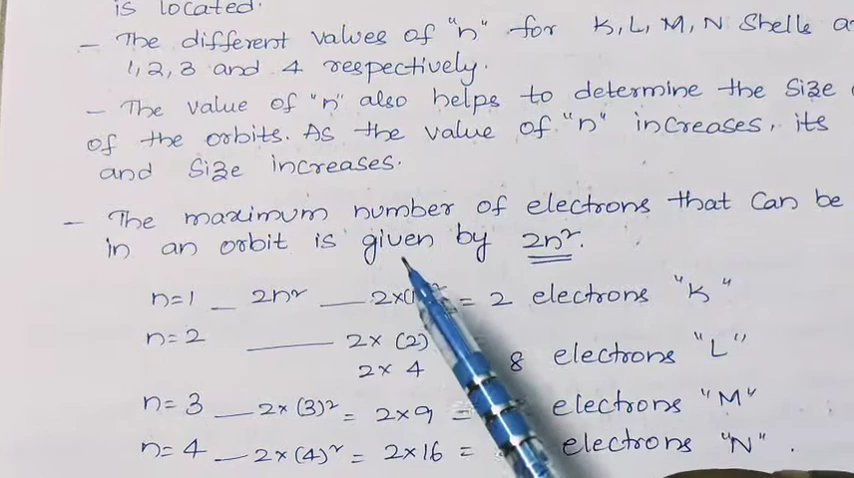 is located.
- The different values of "n" for K, L, M, N Shells
1, 2, 3 and 4 respectively.
- The value of "n" also helps to determine the Size
of the orbits. As the value of "n" increases, its
and Size increases.
- The maximum number of electrons that Can be
in an orbit is given by 2n².
n=1 _ 2n² __ 2×(1)² = 2 electrons "K"
n=2 ____ 2× (2)
2× 4 8 electrons "L"
n= 3 __ 2×(3)² = 2×9 = electrons "M"
n= 4 _ 2×(4)² = 2×16 = electrons "N".